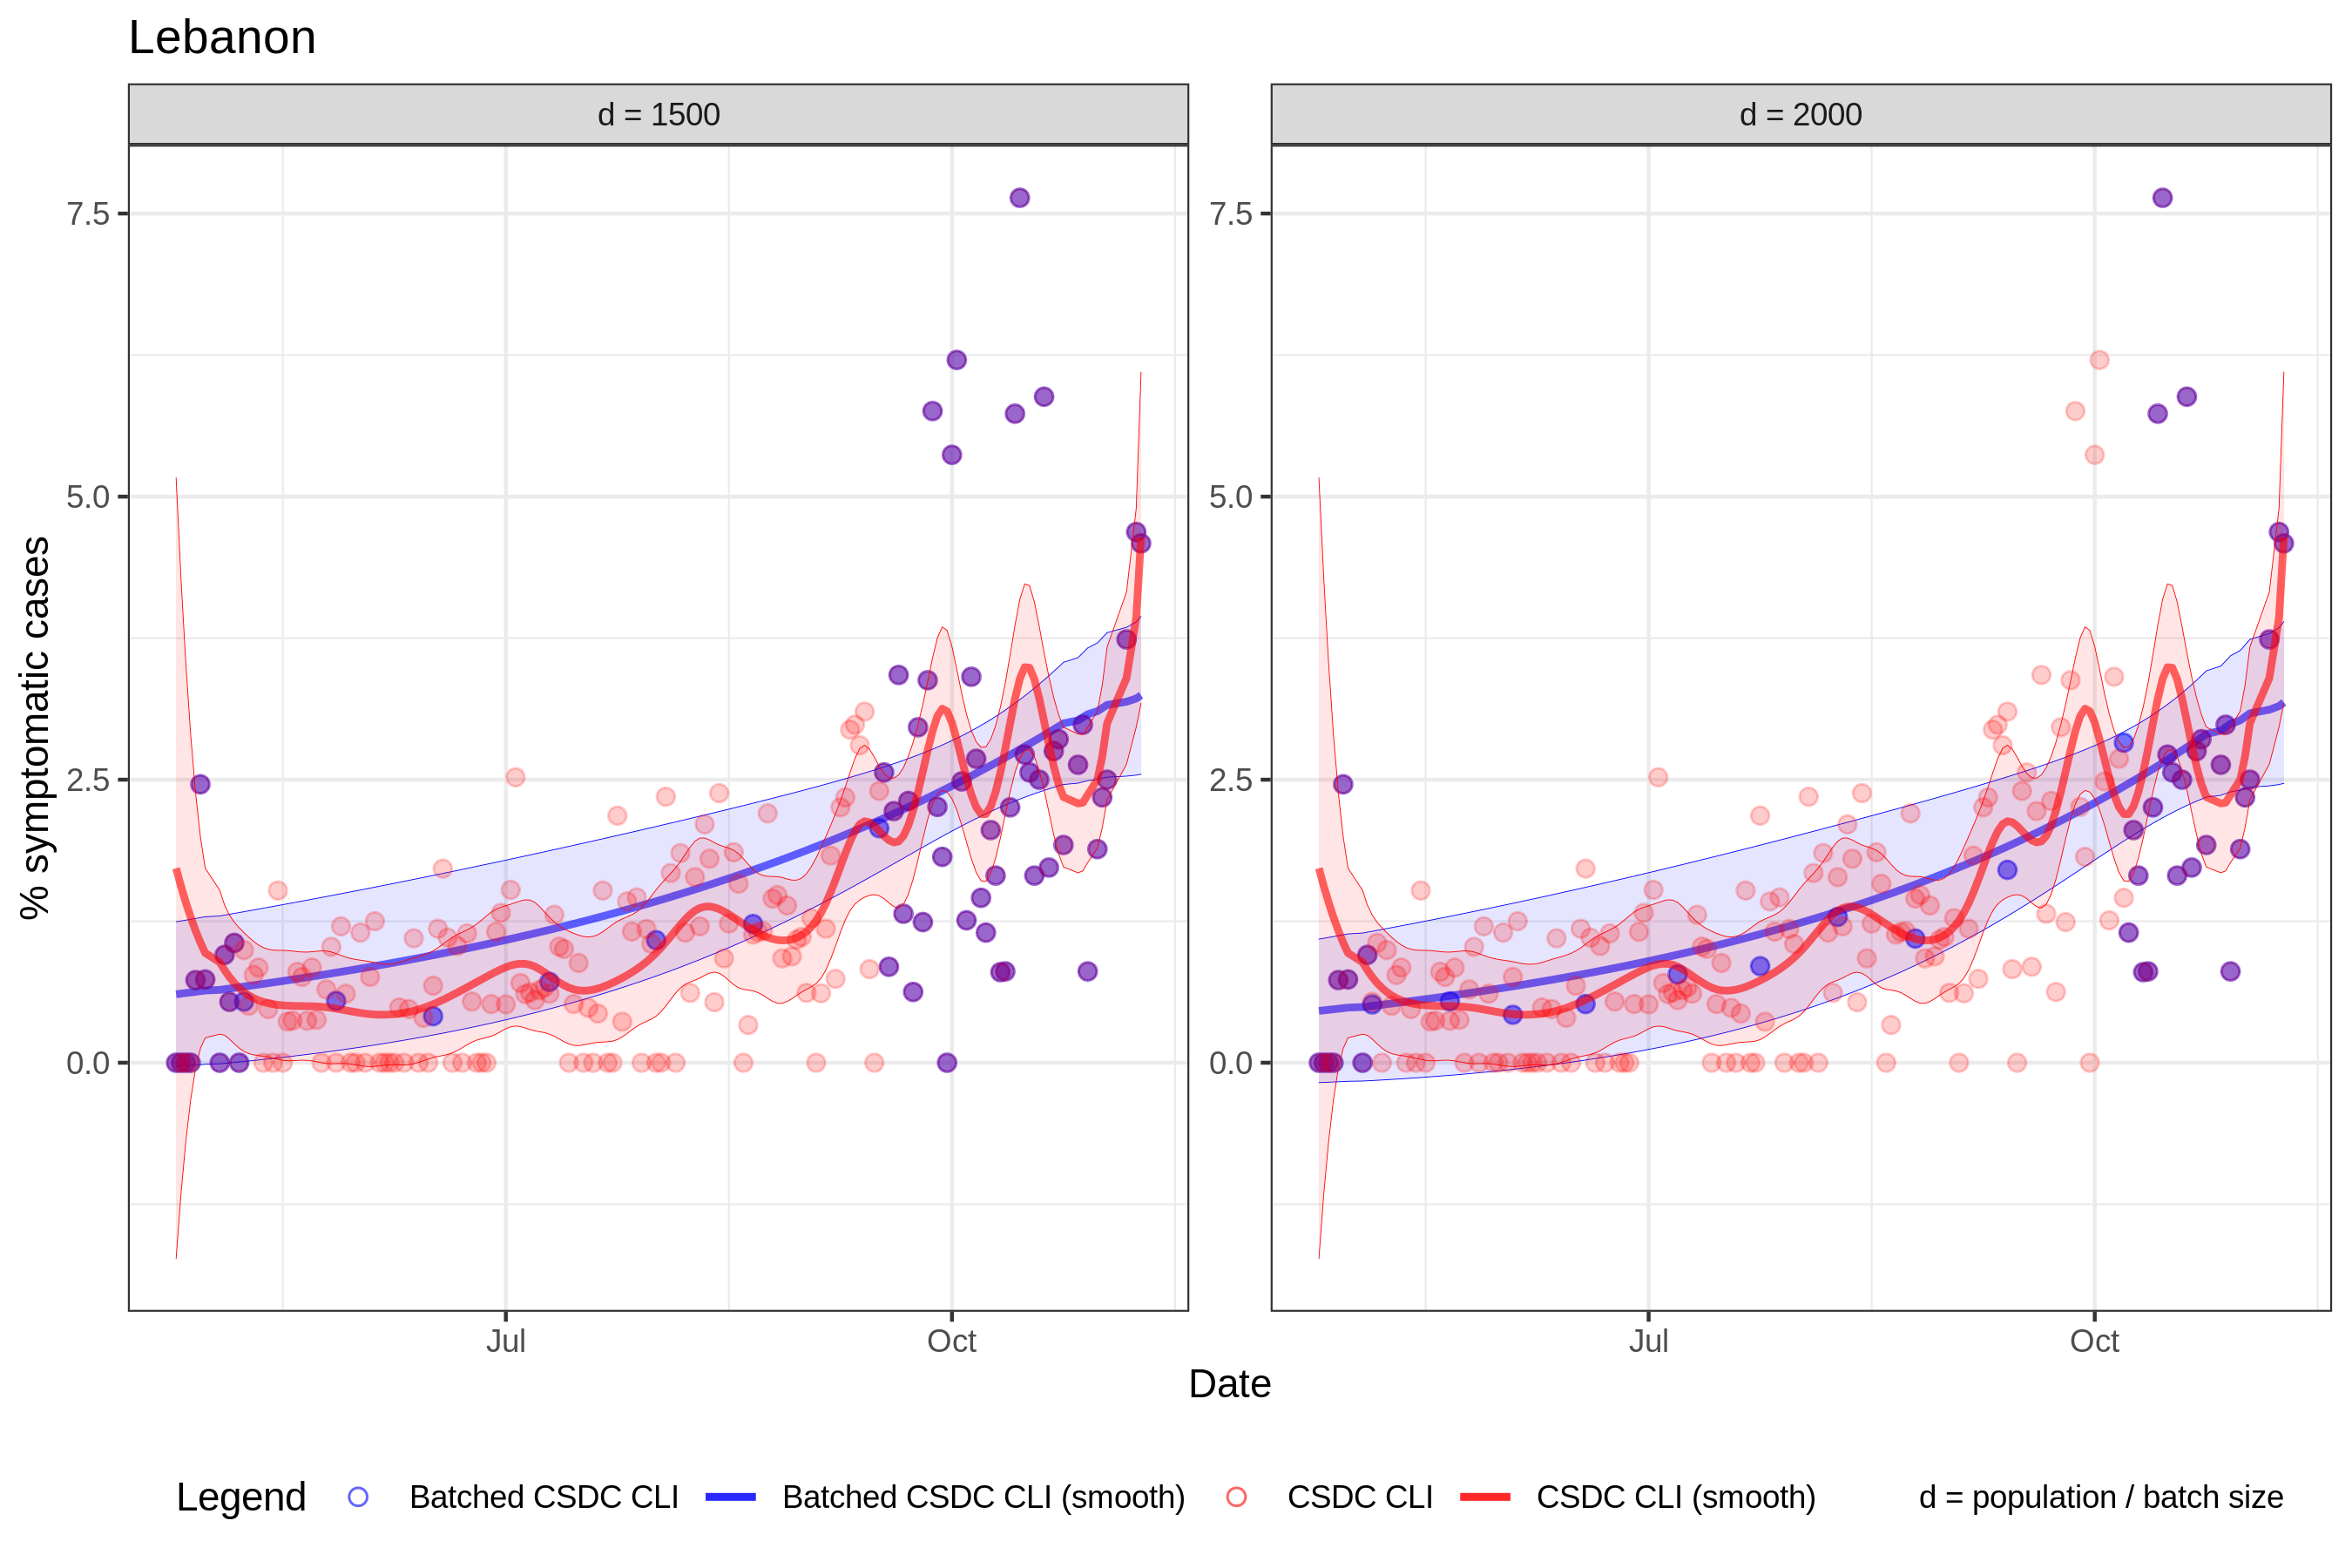 Lebanon
d = 1500
d = 2000
% symptomatic cases
7.5
5.0
2.5
0.0
7.5
5.0
2.5
0.0
Jul
Oct
Jul
Oct
Date
Legend
Batched CSDC CLI
Batched CSDC CLI (smooth)
CSDC CLI
CSDC CLI (smooth)
d = population / batch size